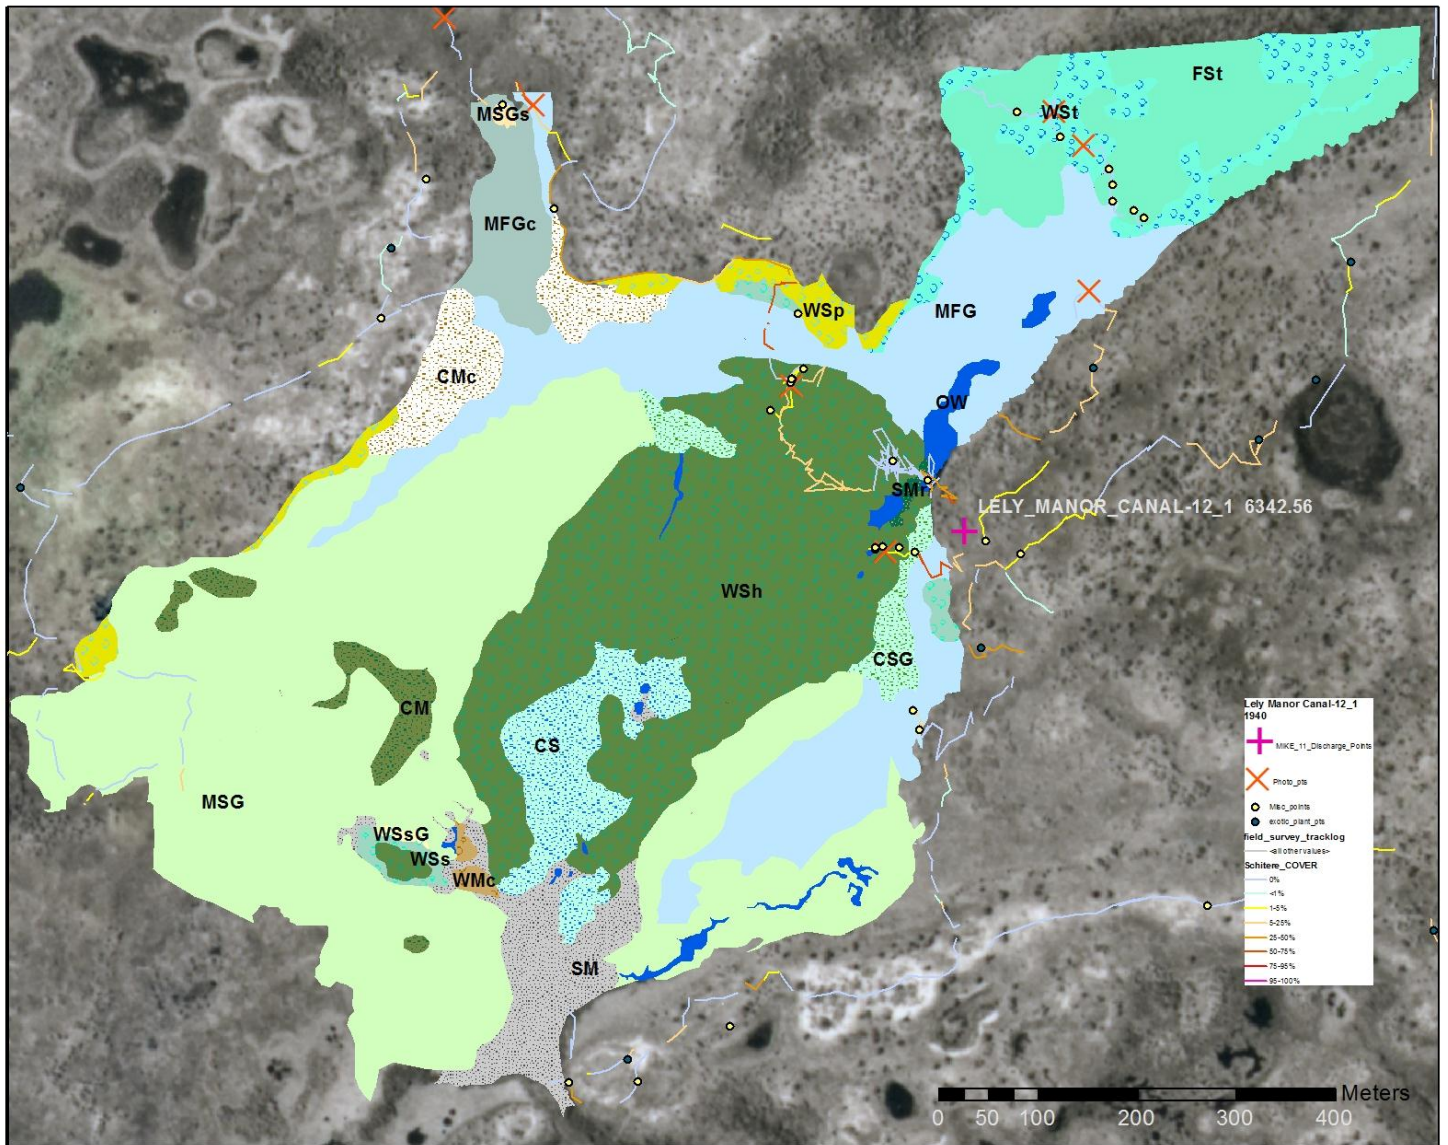 FSt
MSGs
WSt
MFGc
WSp
MFG
CMc
OW
SMr
LELY_MANOR_CANAL-12_1 6342.56
WSh
CSG
CM
CS
MSG
WSsG
WSs
WMc
SM
Lely Manor Canal-12_1
1940
MIKE_11_Discharge_Points
Photo_pts
Misc_points
exotic_plant_pts
field_survey_tracklog
<all other values>
Schitere_COVER
0%
<1%
1-5%
5-25%
25-50%
50-75%
75-95%
95-100%
Meters
0 50 100 200 300 400